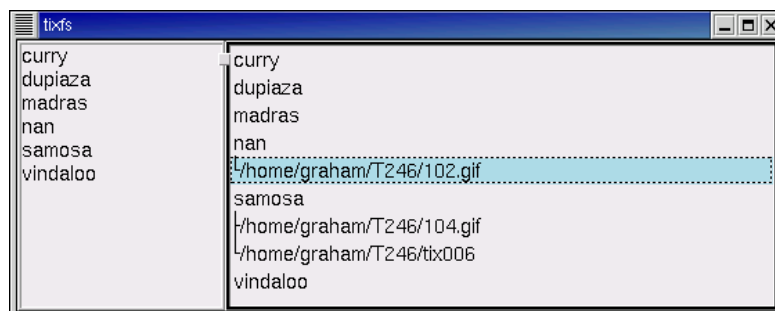 tixfs
curry
dupiaza
madras
nan
samosa
vindaloo
curry
dupiaza
madras
nan
/home/graham/T246/102.gif
samosa
/home/graham/T246/104.gif
/home/graham/T246/tix006
vindaloo